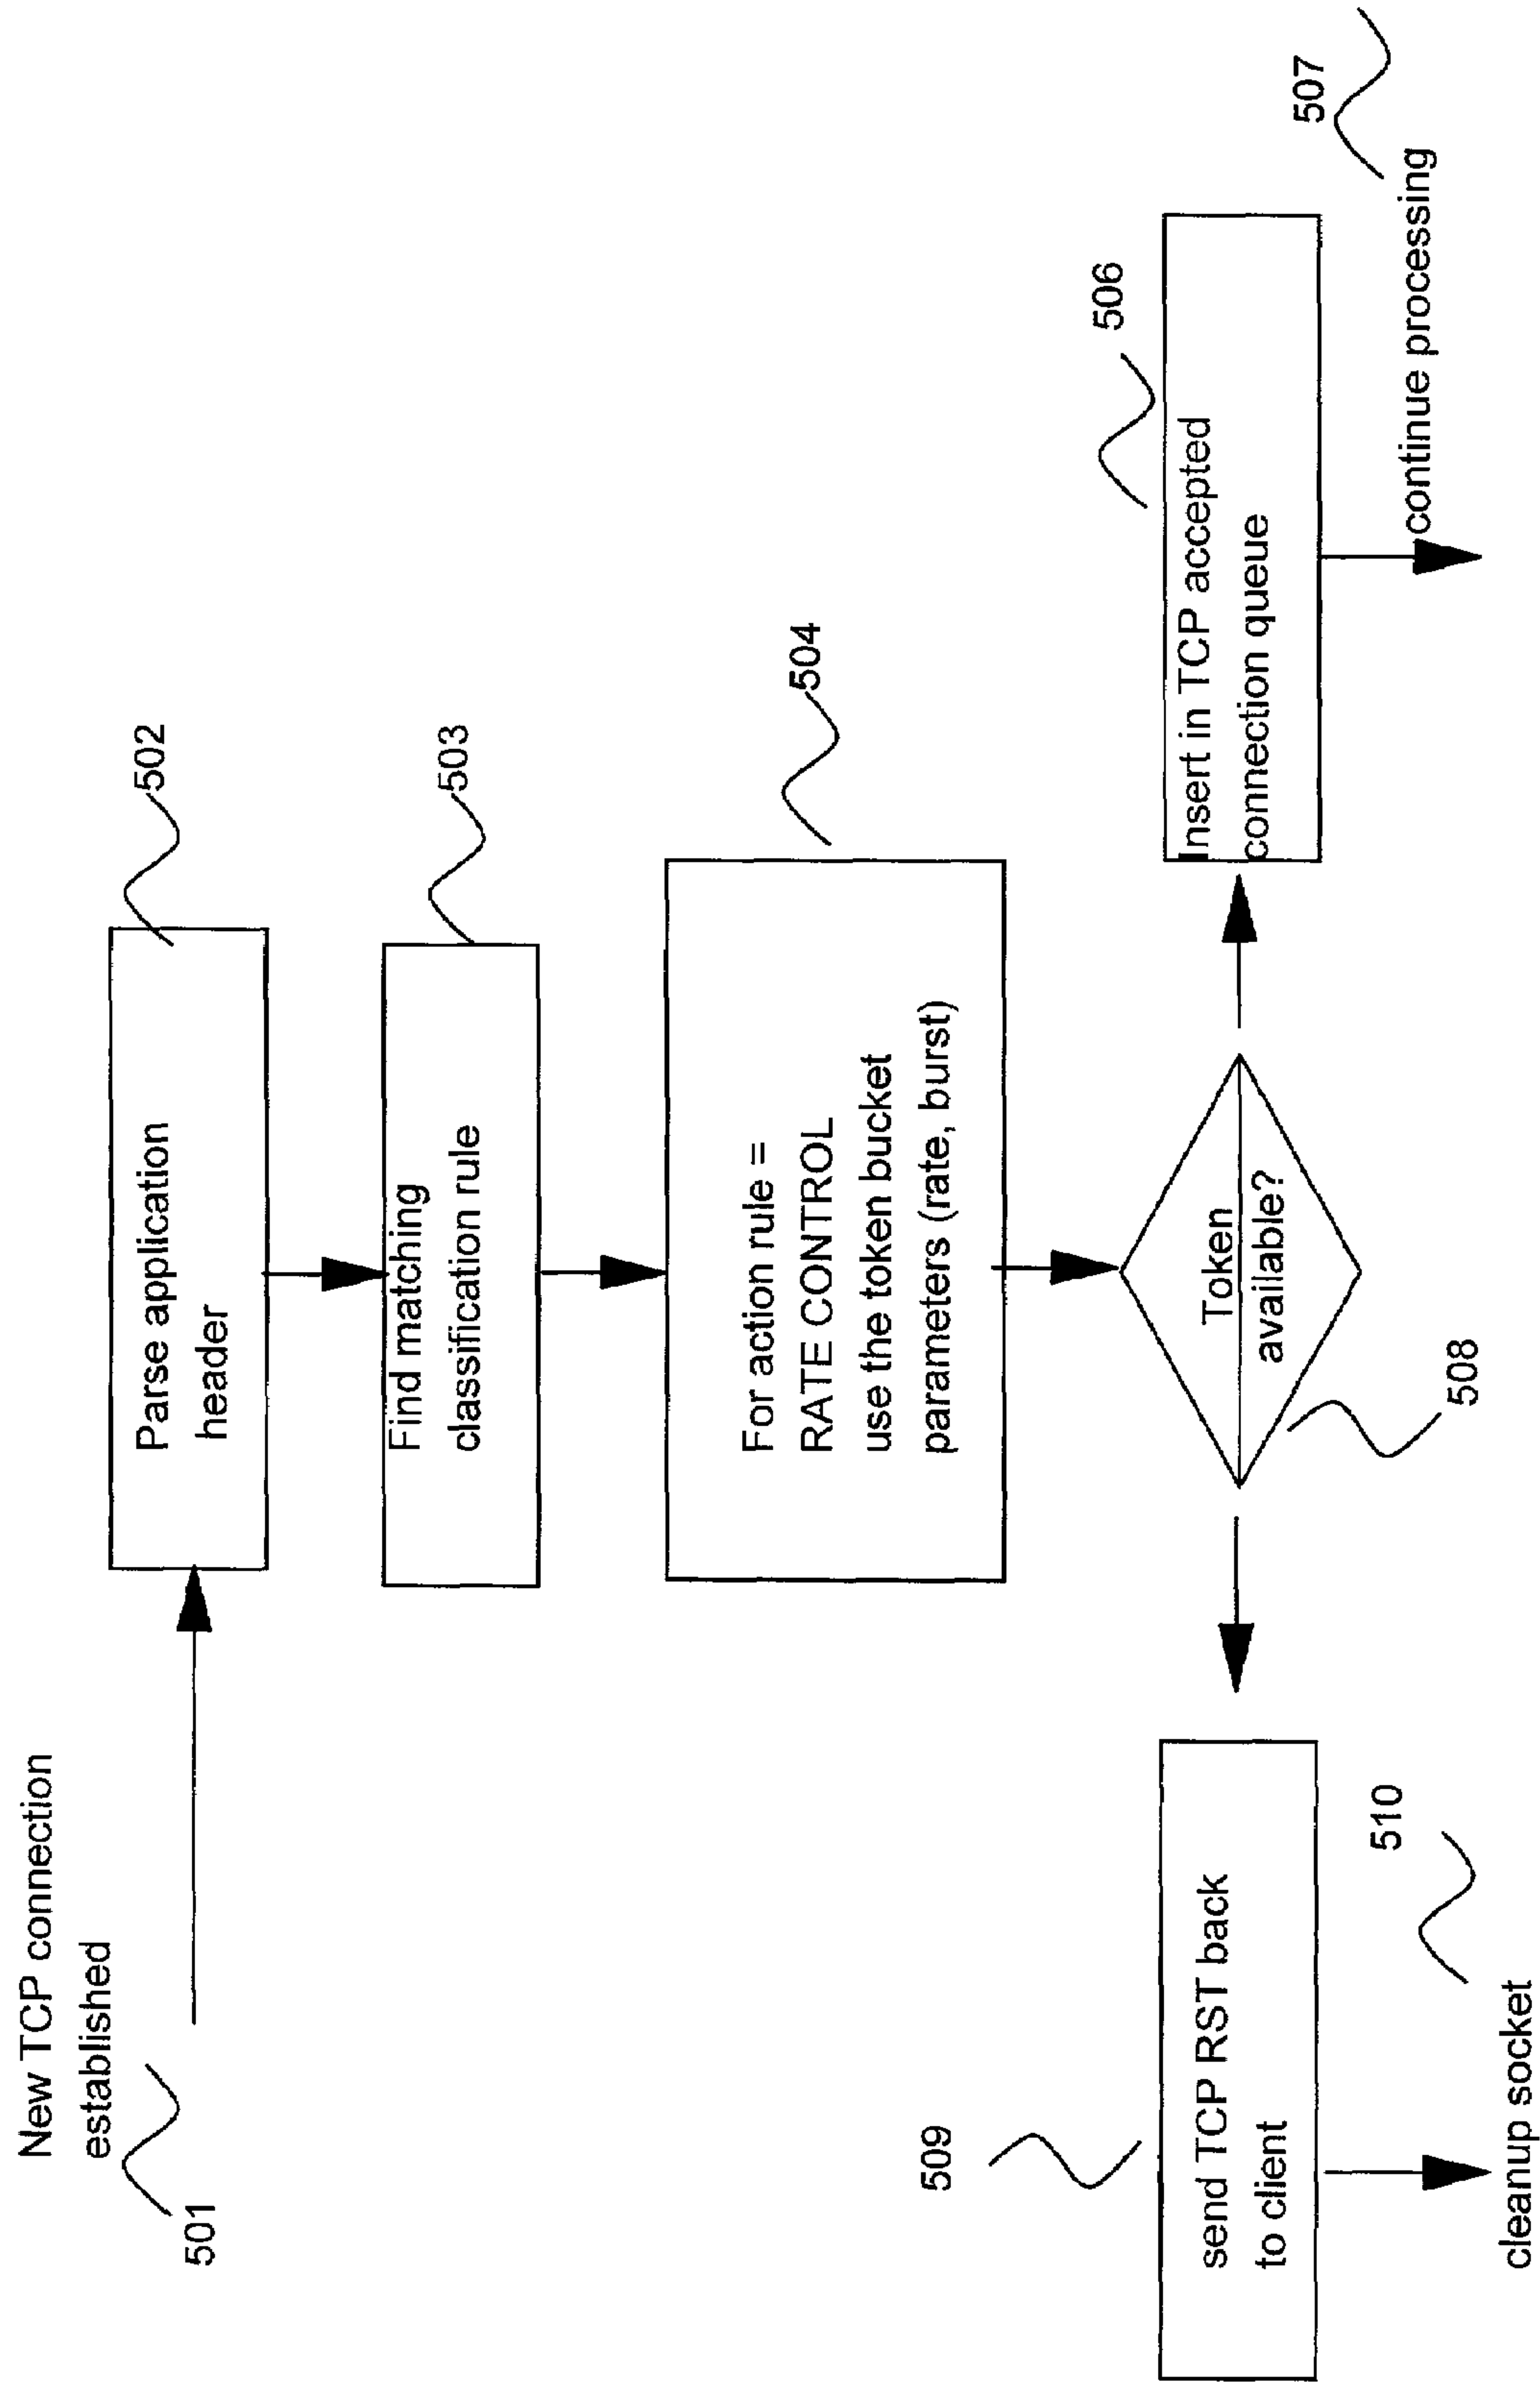 New TCP connection
established
501
Parse application
header
502
Find matching
classification rule
503
For action rule =
RATE CONTROL
use the token bucket
parameters (rate, burst)
504
Token
available?
508
Insert in TCP accepted
connection queue
506
continue processing
507
send TCP RST back
to client
509
cleanup socket
510